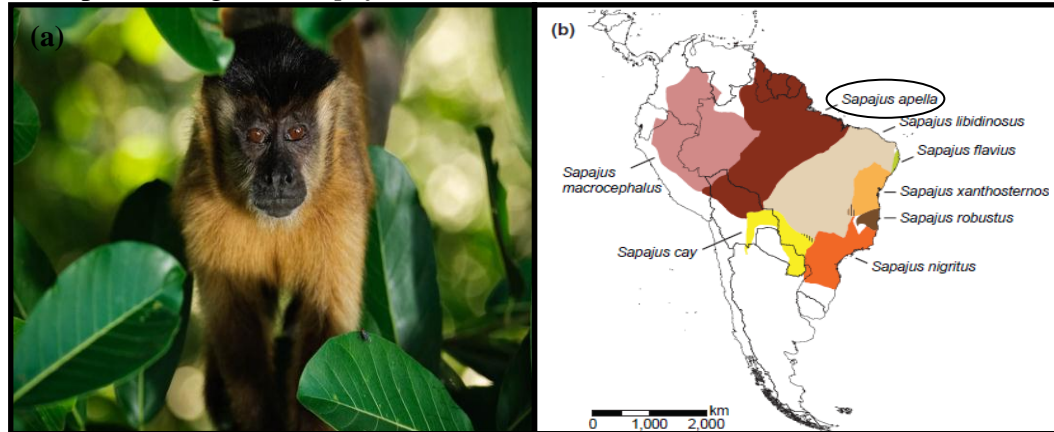 (a)
(b)
Sapajus apella
Sapajus libidinosus
Sapajus flavius
Sapajus
macrocephalus
Sapajus xanthosternos
Sapajus robustus
Sapajus cay
Sapajus nigritus
km
0 1,000 2,000